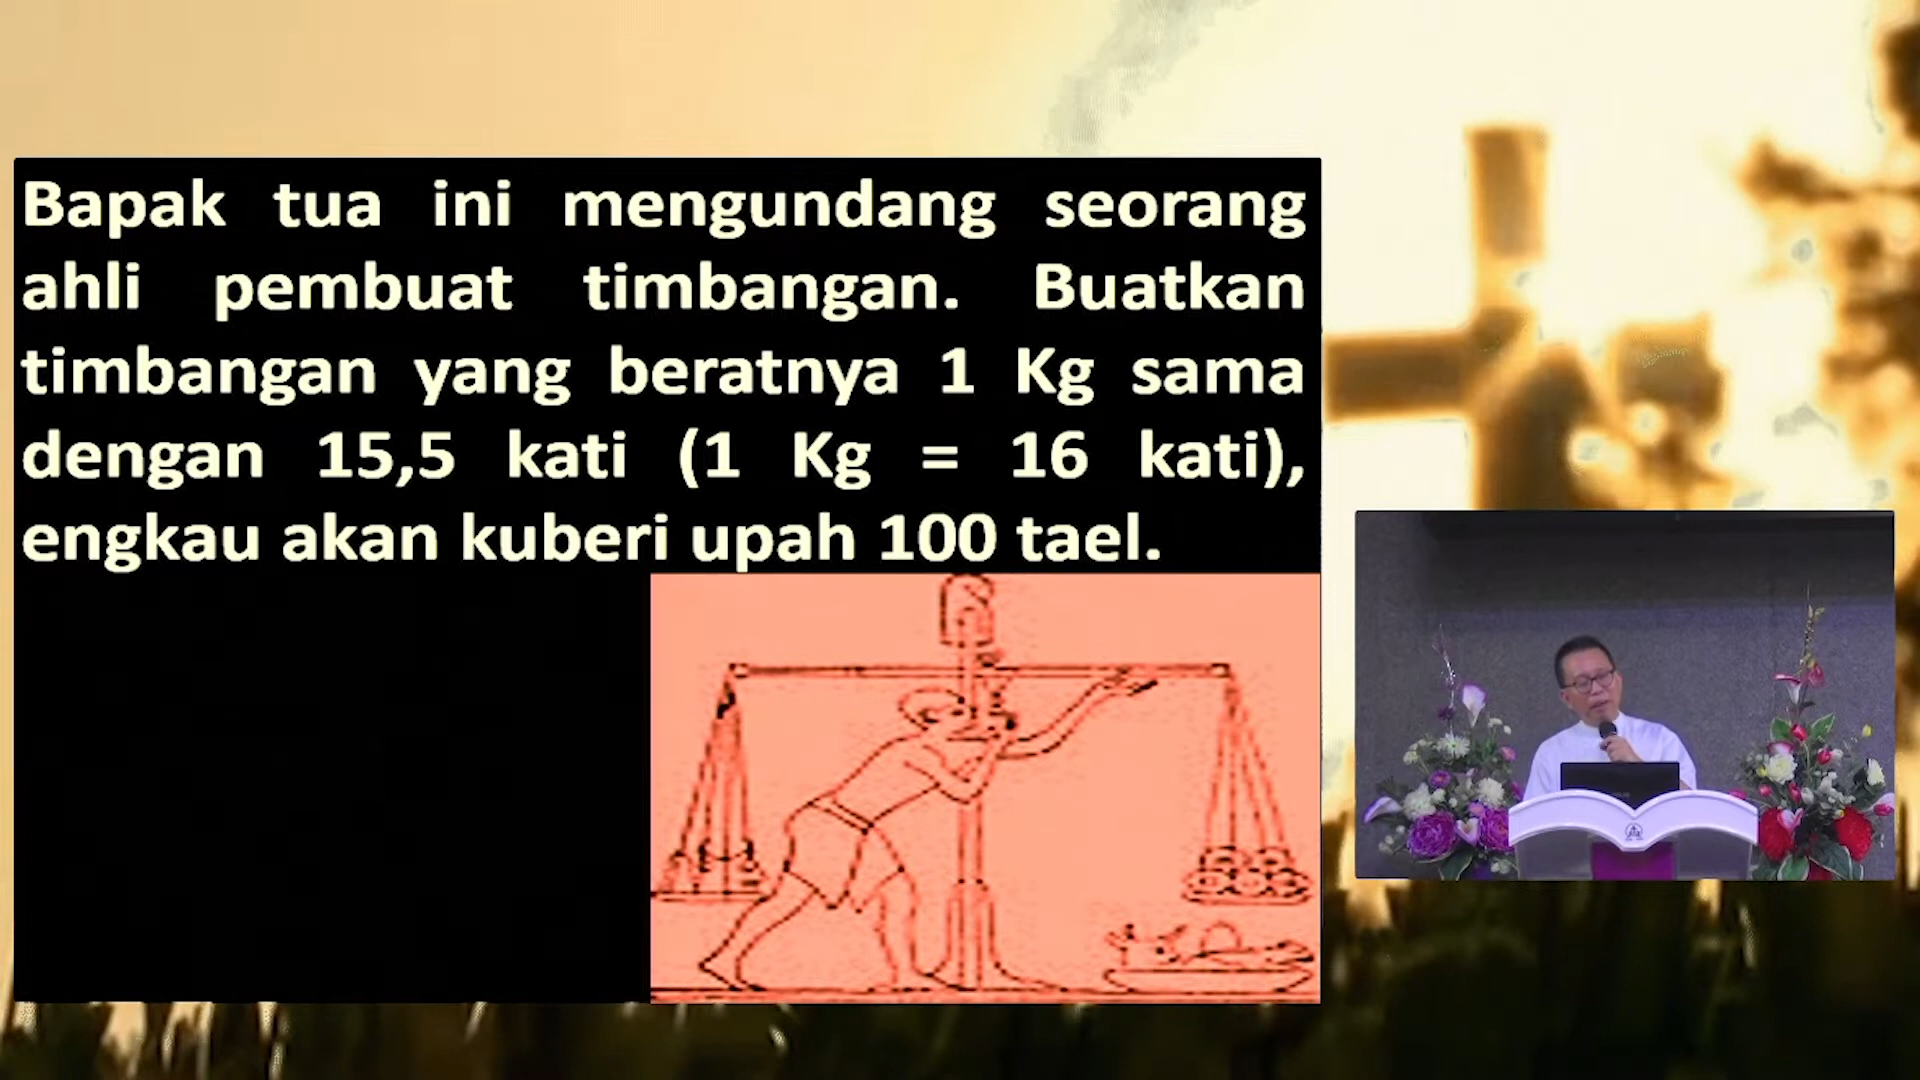 Bapak tua ini mengundang seorang
ahli pembuat timbangan. Buatkan
timbangan yang beratnya 1 Kg sama
dengan 15,5 kati (1 Kg = 16 kati),
engkau akan kuberi upah 100 tael.